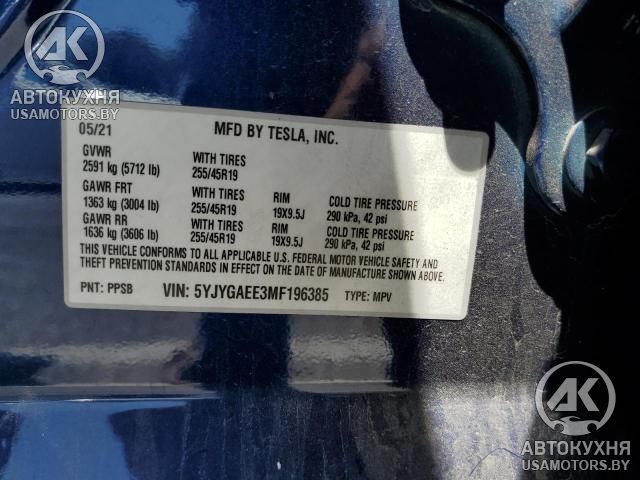 AK
АВТОКУХНЯ
USAMOTORS.BY
05/21 MFD BY TESLA, INC.
GVWR WITH TIRES
2591 kg (5712 lb) 255/45R19
GAWR FRT WITH TIRES RIM COLD TIRE PRESSURE
1363 kg (3004 lb) 255/45R19 19X9.5J 290 kPa, 42 psi
GAWR RR WITH TIRES RIM COLD TIRE PRESSURE
1636 kg (3606 lb) 255/45R19 19X9.5J 290 kPa, 42 psi
THIS VEHICLE CONFORMS TO ALL APPLICABLE U.S. FEDERAL MOTOR VEHICLE SAFETY AND
THEFT PREVENTION STANDARDS IN EFFECT ON THE DATE OF MANUFACTURE SHOWN ABOVE.
PNT: PPSB VIN: 5YJYGAEE3MF196385 TYPE: MPV
AK
АВТОКУХНЯ
USAMOTORS.BY